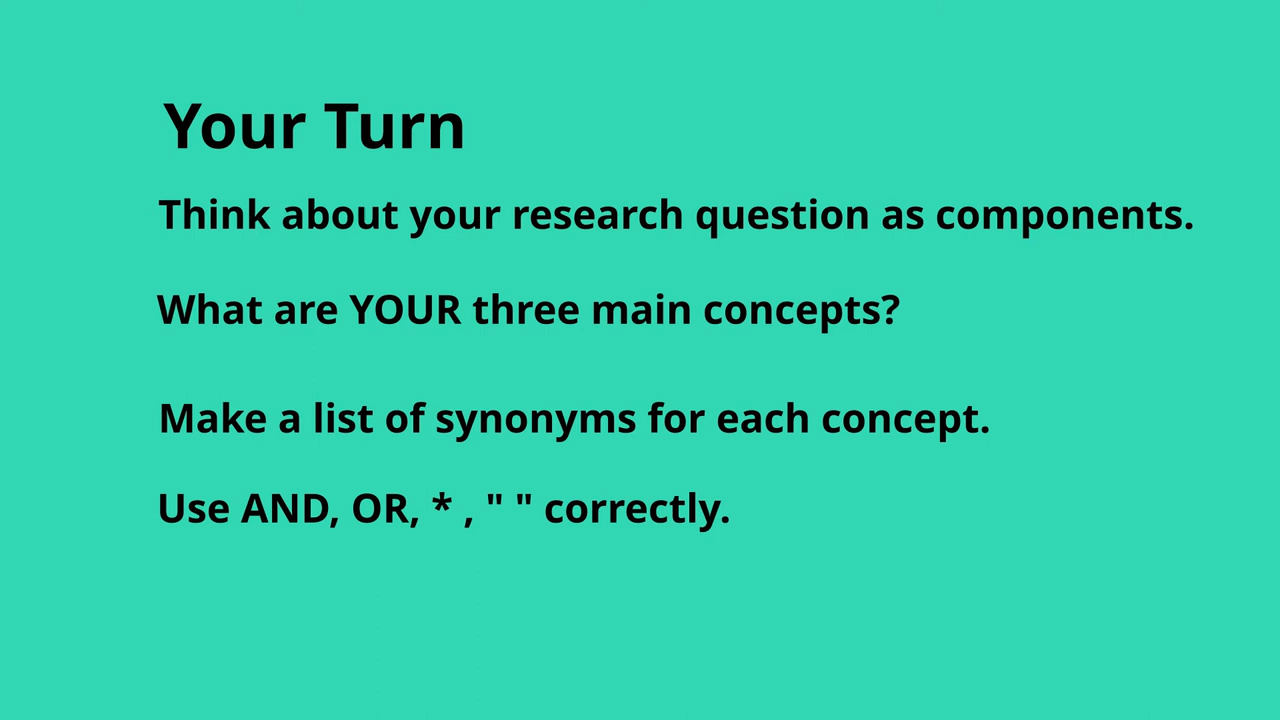 Your Turn
Think about your research question as components.
What are YOUR three main concepts?
Make a list of synonyms for each concept.
Use AND, OR, * , " " correctly.